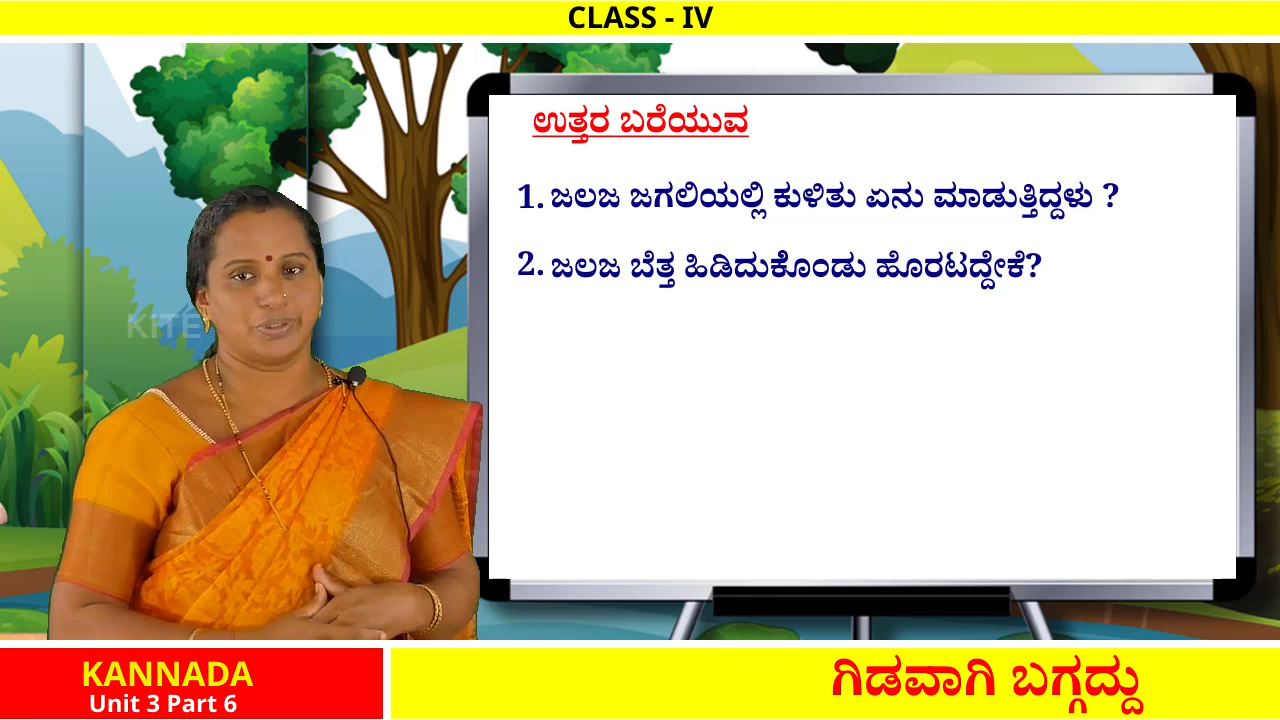 CLASS - IV
ಉತ್ತರ ಬರೆಯುವ
1. ಜಲಜ ಜಗಲಿಯಲ್ಲಿ ಕುಳಿತು ಏನು ಮಾಡುತ್ತಿದ್ದಳು ?
2. ಜಲಜ ಬೆತ್ತ ಹಿಡಿದುಕೊಂಡು ಹೊರಟದ್ದೇಕೆ?
KITE
KANNADA
Unit 3 Part 6
ಗಿಡವಾಗಿ ಬಗ್ಗದ್ದು